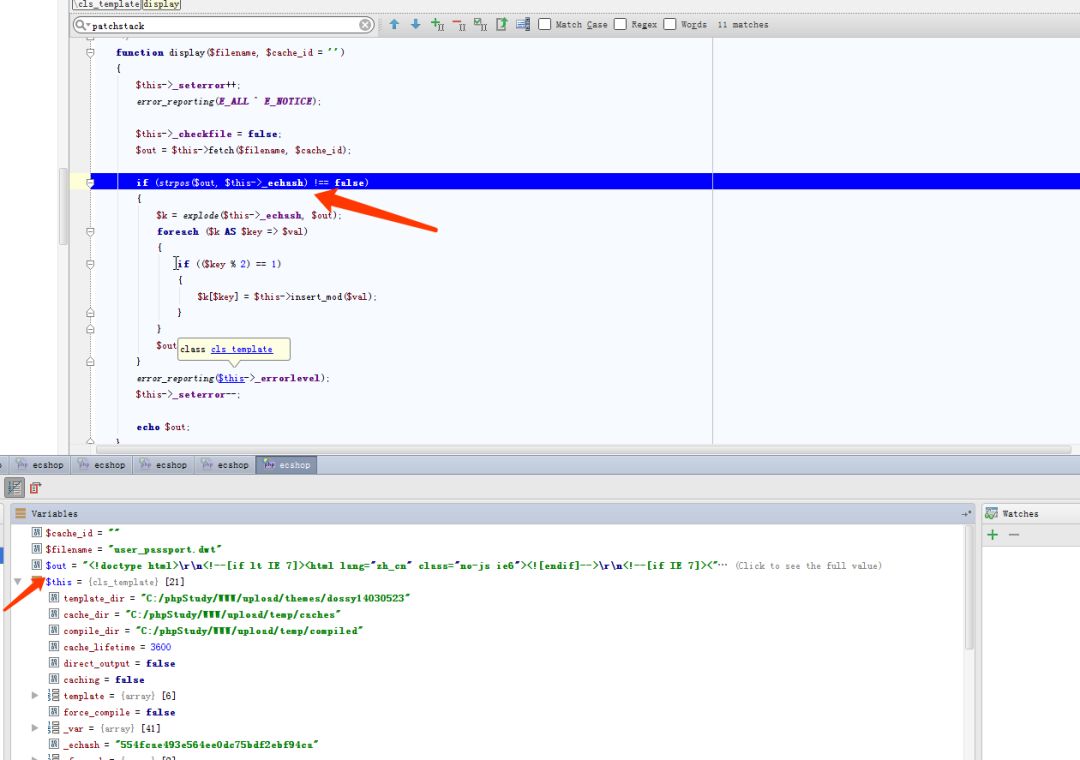 \cls_template display
patchstack Match Case Regex Words 11 matches
function display($filename, $cache_id = '')
{
$this->_seterror++;
error_reporting(E_ALL ^ E_NOTICE);
$this->_checkfile = false;
$out = $this->fetch($filename, $cache_id);
if (strpos($out, $this->_echash) !== false)
{
$k = explode($this->_echash, $out);
foreach ($k AS $key => $val)
{
if (($key % 2) == 1)
{
$k[$key] = $this->insert_mod($val);
}
}
$out
class cls_template
}
error_reporting($this->_errorlevel);
$this->_seterror--;
echo $out;
}
ecshop ecshop ecshop ecshop ecshop
Variables Watches
$cache_id = ""
$filename = "user_passport.dwt"
$out = "<!doctype html>\r\n<!--[if lt IE 7]><html lang="zh_cn" class="no-js ie6"><![endif]-->\r\n<!--[if IE 7]><"… (Click to see the full value)
$this = {cls_template} [21]
template_dir = "C:/phpStudy/WWW/upload/themes/dossy14030523"
cache_dir = "C:/phpStudy/WWW/upload/temp/caches"
compile_dir = "C:/phpStudy/WWW/upload/temp/compiled"
cache_lifetime = 3600
direct_output = false
caching = false
template = {array} [6]
force_compile = false
_var = {array} [41]
_echash = "554fcae493e564ee0dc75bdf2ebf94ca"